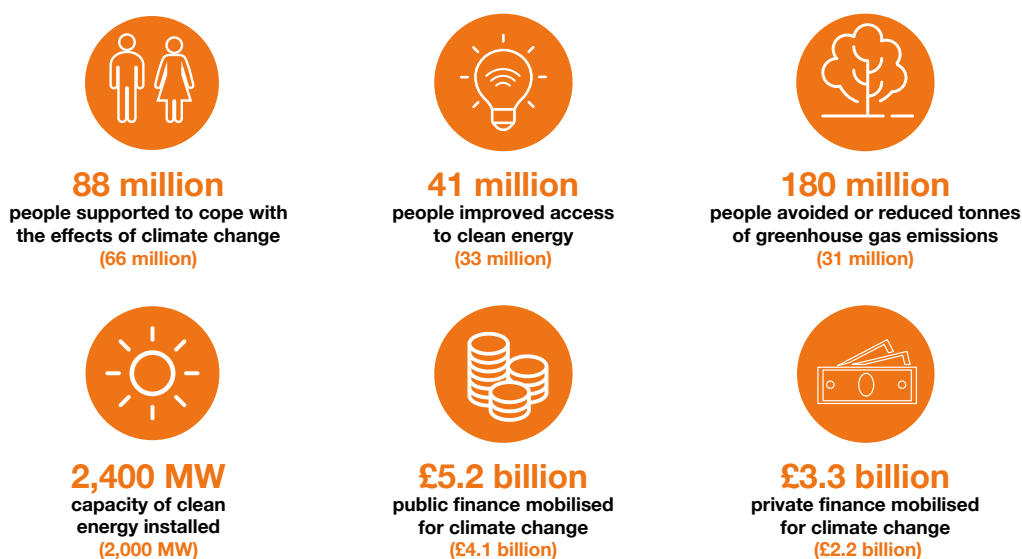 88 million
people supported to cope with
the effects of climate change
(66 million)
41 million
people improved access
to clean energy
(33 million)
180 million
people avoided or reduced tonnes
of greenhouse gas emissions
(31 million)
2,400 MW
capacity of clean
energy installed
(2,000 MW)
£5.2 billion
public finance mobilised
for climate change
(£4.1 billion)
£3.3 billion
private finance mobilised
for climate change
(£2.2 billion)